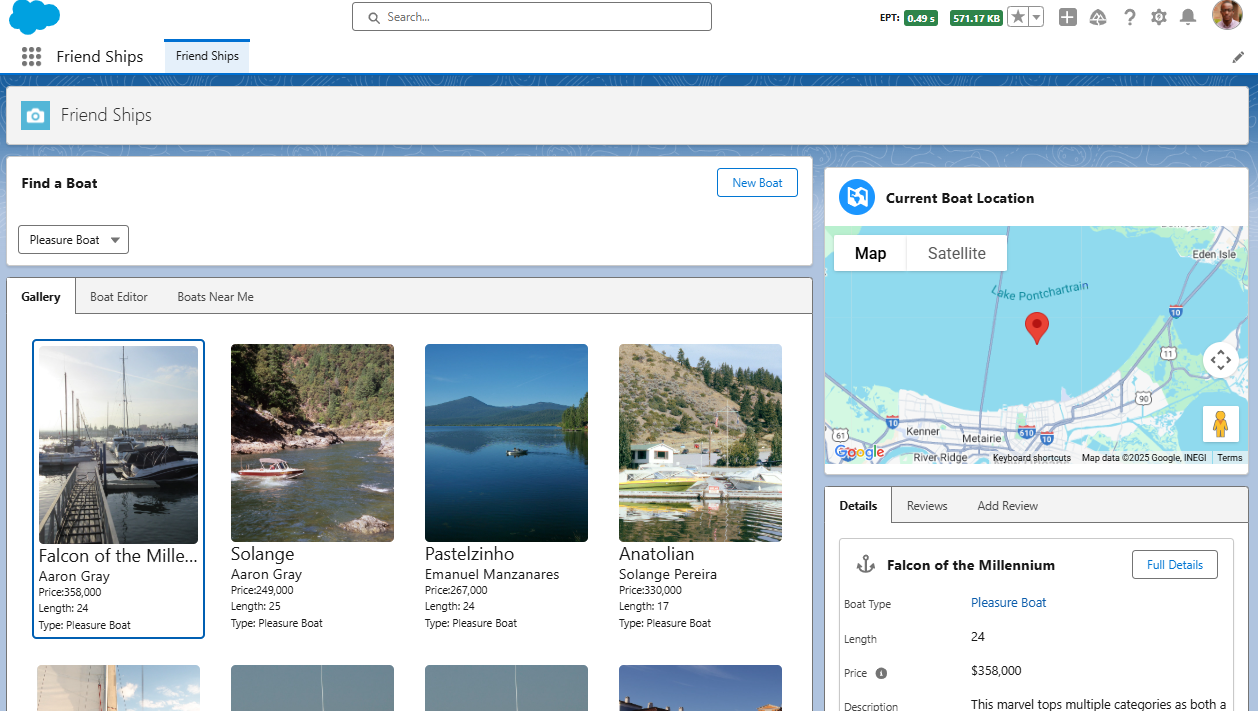 Search...
EPT: 0.49 s 571.17 KB
Friend Ships
Friend Ships
Friend Ships
Find a Boat
New Boat
Pleasure Boat
Gallery
Boat Editor
Boats Near Me
Falcon of the Mille...
Aaron Gray
Price:358,000
Length: 24
Type: Pleasure Boat
Solange
Aaron Gray
Price:249,000
Length: 25
Type: Pleasure Boat
Pastelzinho
Emanuel Manzanares
Price:267,000
Length: 24
Type: Pleasure Boat
Anatolian
Solange Pereira
Price:330,000
Length: 17
Type: Pleasure Boat
Current Boat Location
Map
Satellite
Eden Isle
Lake Pontchartrain
10
11
90
10
610
10
61
Kenner
Metairie
River Ridge
Google
Keyboard shortcuts
Map data ©2025 Google, INEGI
Terms
Details
Reviews
Add Review
Falcon of the Millennium
Full Details
Boat Type
Pleasure Boat
Length
24
Price
$358,000
Description
This marvel tops multiple categories as both a